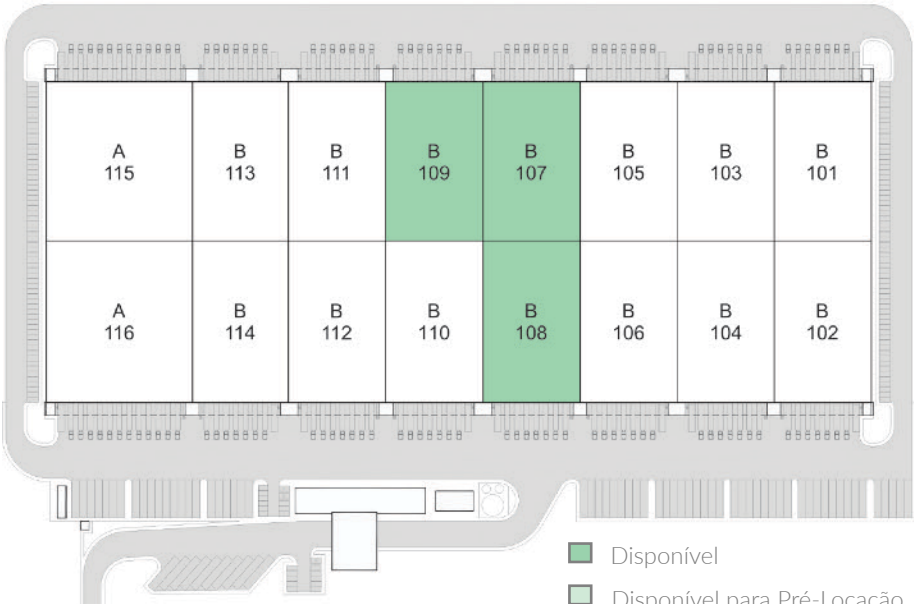 A
115
B
113
B
111
B
109
B
107
B
105
B
103
B
101
A
116
B
114
B
112
B
110
B
108
B
106
B
104
B
102
Disponível
Disponível para Pré-Locação